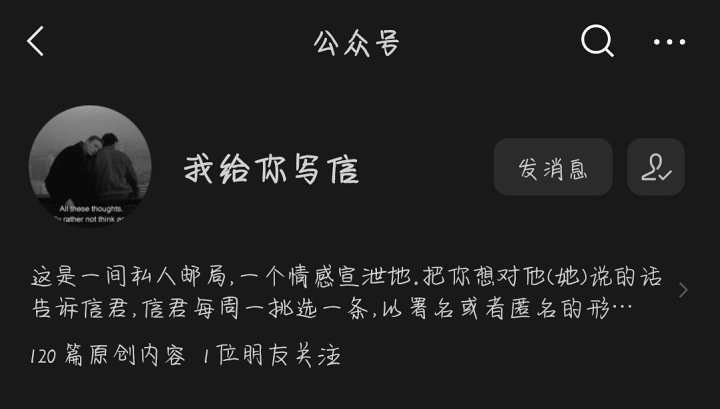 公众号
我给你写信
发消息
All these thoughts.
rather not think
这是一间私人邮局,一个情感宣泄地.把你想对他(她)说的话
告诉信君,信君每周一挑选一条,以署名或者匿名的形…
120 篇原创内容 1 位朋友关注